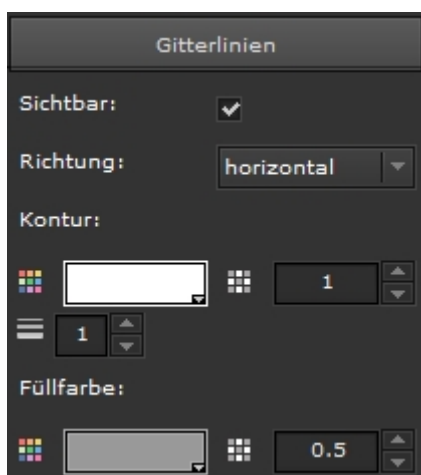 Gitterlinien
Sichtbar:
Richtung: horizontal
Kontur:
1
1
Füllfarbe:
0.5